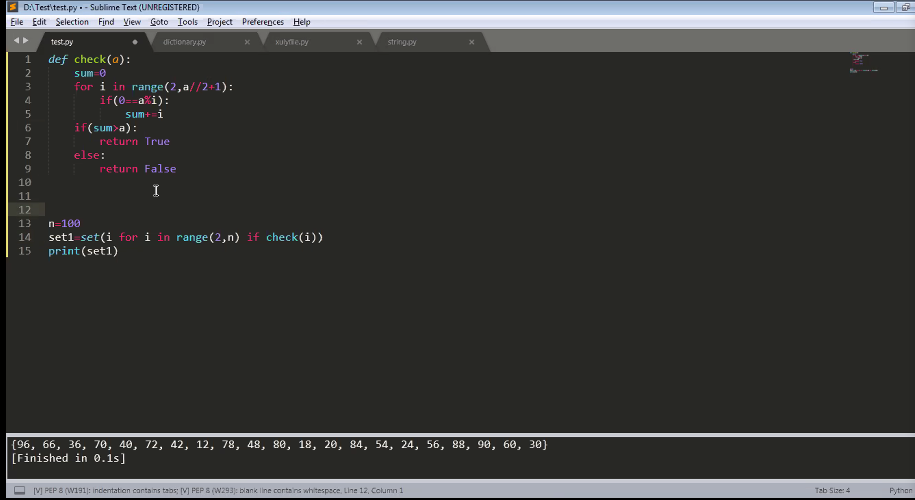 D:\Test\test.py • - Sublime Text (UNREGISTERED)
File Edit Selection Find View Goto Tools Project Preferences Help
test.py dictionary.py xulyfile.py string.py
1 def check(a):
2 sum=0
3 for i in range(2,a//2+1):
4 if(0==a%i):
5 sum+=i
6 if(sum>a):
7 return True
8 else:
9 return False
10
11
12
13 n=100
14 set1=set(i for i in range(2,n) if check(i))
15 print(set1)
{96, 66, 36, 70, 40, 72, 42, 12, 78, 48, 80, 18, 20, 84, 54, 24, 56, 88, 90, 60, 30}
[Finished in 0.1s]
[V] PEP 8 (W191): indentation contains tabs; [V] PEP 8 (W293): blank line contains whitespace, Line 12, Column 1 Tab Size: 4 Python